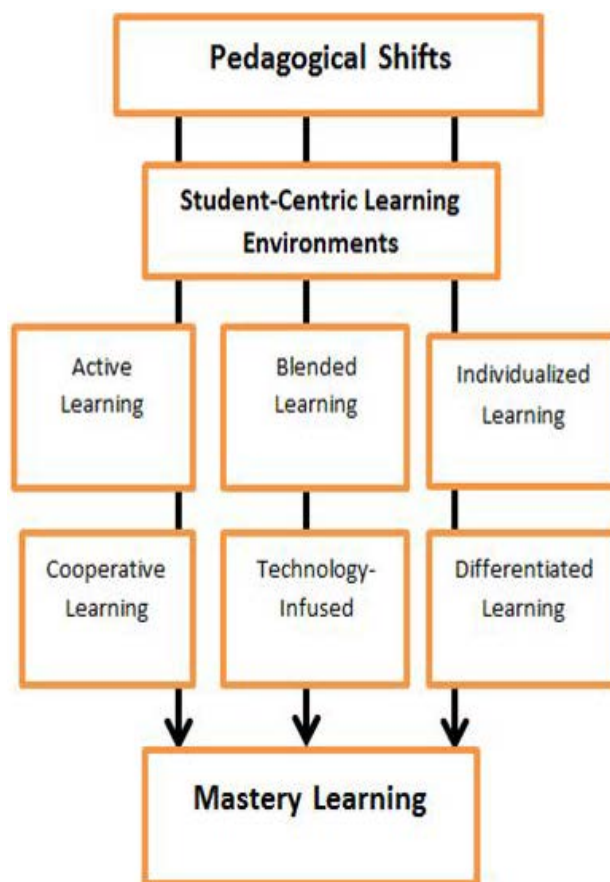 Pedagogical Shifts
Student-Centric Learning
Environments
Active
Learning
Blended
Learning
Individualized
Learning
Cooperative
Learning
Technology-
Infused
Differentiated
Learning
Mastery Learning